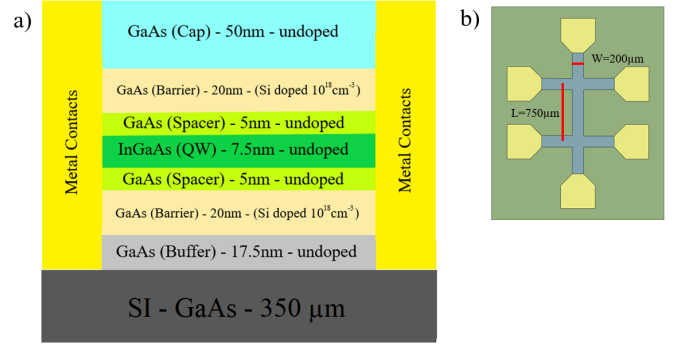 a)
GaAs (Cap) - 50nm - undoped
GaAs (Barrier) - 20nm - (Si doped 10¹⁸cm⁻³)
GaAs (Spacer) - 5nm - undoped
InGaAs (QW) - 7.5nm - undoped
GaAs (Spacer) - 5nm - undoped
GaAs (Barrier) - 20nm - (Si doped 10¹⁸cm⁻³)
GaAs (Buffer) - 17.5nm - undoped
SI - GaAs - 350 µm
Metal Contacts
Metal Contacts
b)
W=200µm
L=750µm